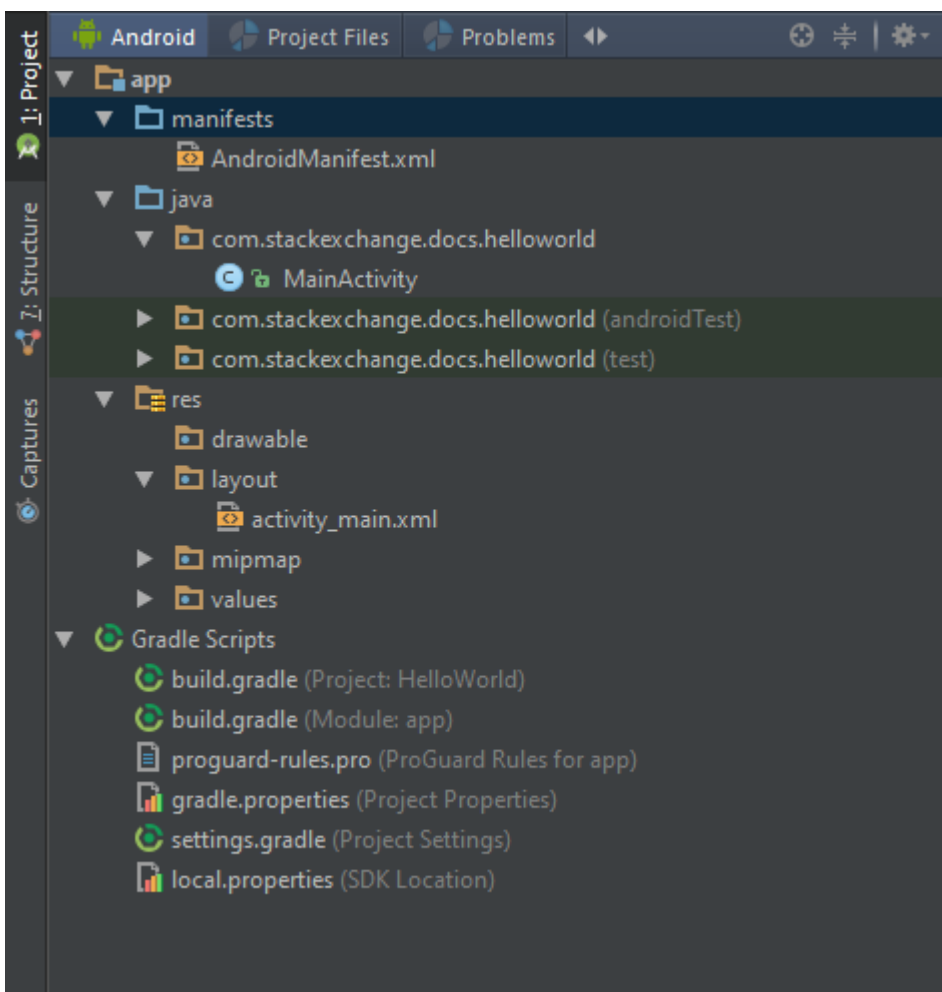 1: Project
7: Structure
Captures
Android Project Files Problems
app
manifests
AndroidManifest.xml
java
com.stackexchange.docs.helloworld
C MainActivity
com.stackexchange.docs.helloworld (androidTest)
com.stackexchange.docs.helloworld (test)
res
drawable
layout
activity_main.xml
mipmap
values
Gradle Scripts
build.gradle (Project: HelloWorld)
build.gradle (Module: app)
proguard-rules.pro (ProGuard Rules for app)
gradle.properties (Project Properties)
settings.gradle (Project Settings)
local.properties (SDK Location)